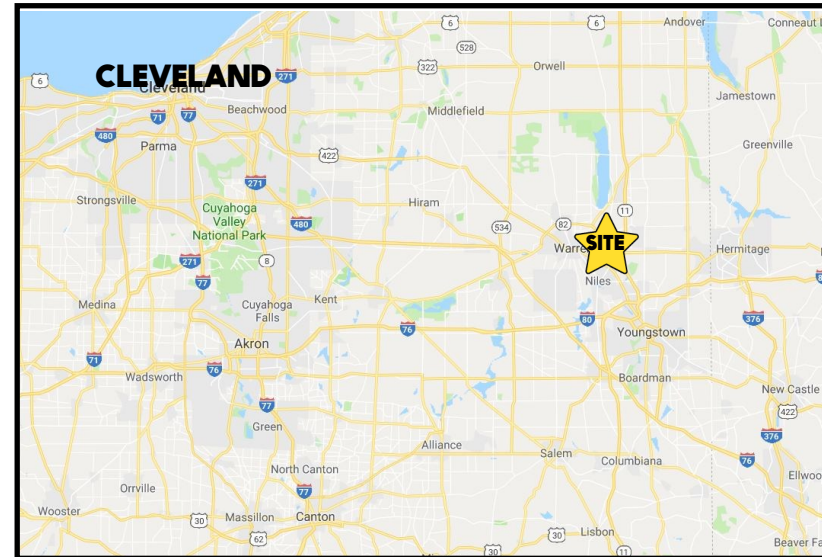 6
6
Andover
Conneaut L
528
CLEVELAND
Cleveland
271
322
Orwell
6
Jamestown
Beachwood
Middlefield
71
77
480
Parma
Greenville
422
271
Strongsville
Hiram
Cuyahoga
Valley
National Park
480
534
82
11
SITE
Warre
Hermitage
8
271
77
Niles
8
Medina
Cuyahoga
Falls
Kent
80
376
76
Youngstown
Akron
71
76
Wadsworth
Boardman
New Castle
77
422
Green
376
Alliance
Salem
Columbiana
76
North Canton
Ellwoo
Orrville
77
Wooster
30
Massillon
Canton
62
30
Lisbon
Beaver Fa
30
11